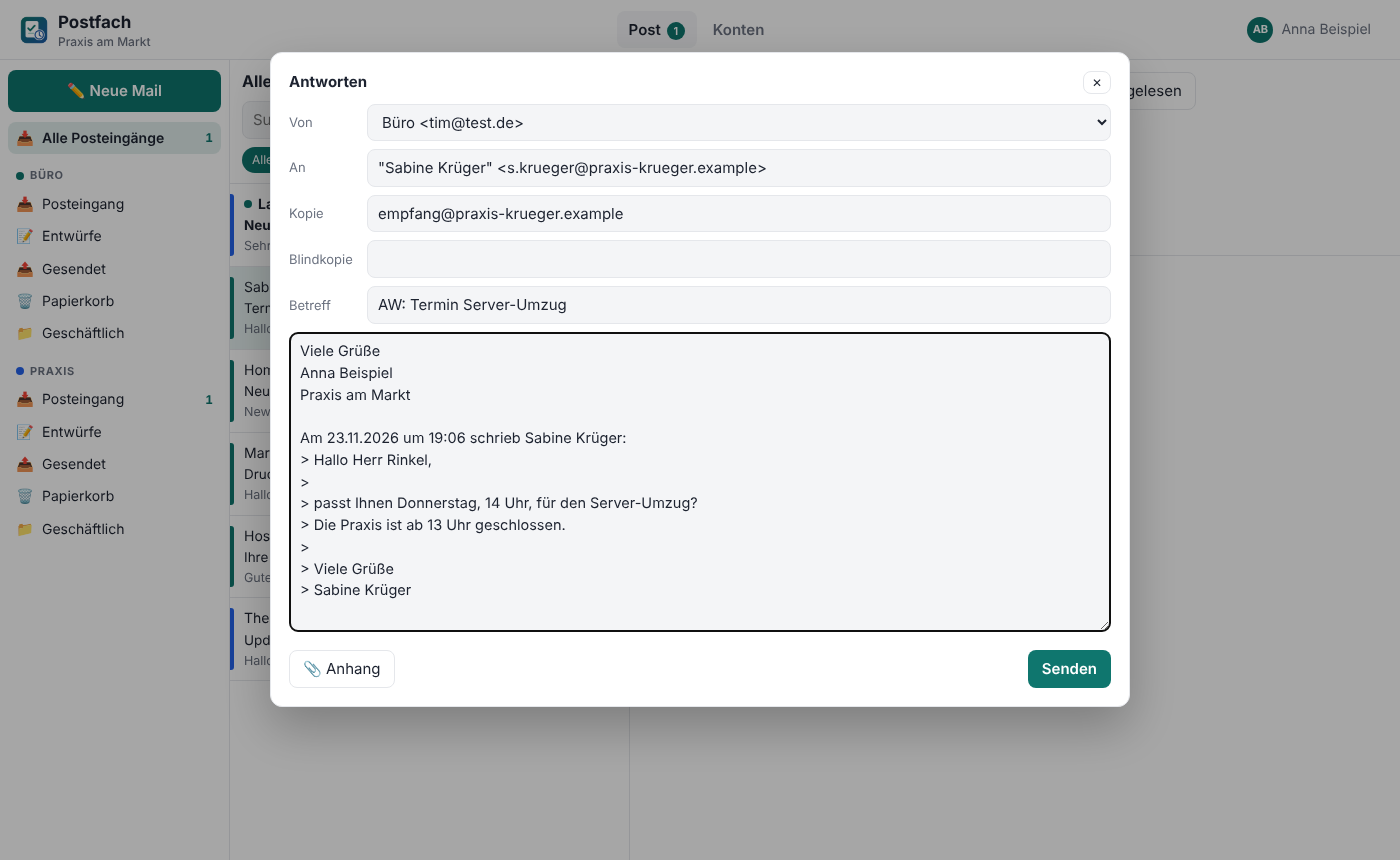 Postfach
Praxis am Markt
Post 1
Konten
AB Anna Beispiel
✏️ Neue Mail
Alle Posteingänge 1
BÜRO
Posteingang
Entwürfe
Gesendet
Papierkorb
Geschäftlich
PRAXIS
Posteingang 1
Entwürfe
Gesendet
Papierkorb
Geschäftlich
Alle
gelesen
Antworten
×
Von Büro <tim@test.de>
An "Sabine Krüger" <s.krueger@praxis-krueger.example>
Kopie empfang@praxis-krueger.example
Blindkopie
Betreff AW: Termin Server-Umzug
Viele Grüße
Anna Beispiel
Praxis am Markt
Am 23.11.2026 um 19:06 schrieb Sabine Krüger:
> Hallo Herr Rinkel,
>
> passt Ihnen Donnerstag, 14 Uhr, für den Server-Umzug?
> Die Praxis ist ab 13 Uhr geschlossen.
>
> Viele Grüße
> Sabine Krüger
📎 Anhang
Senden